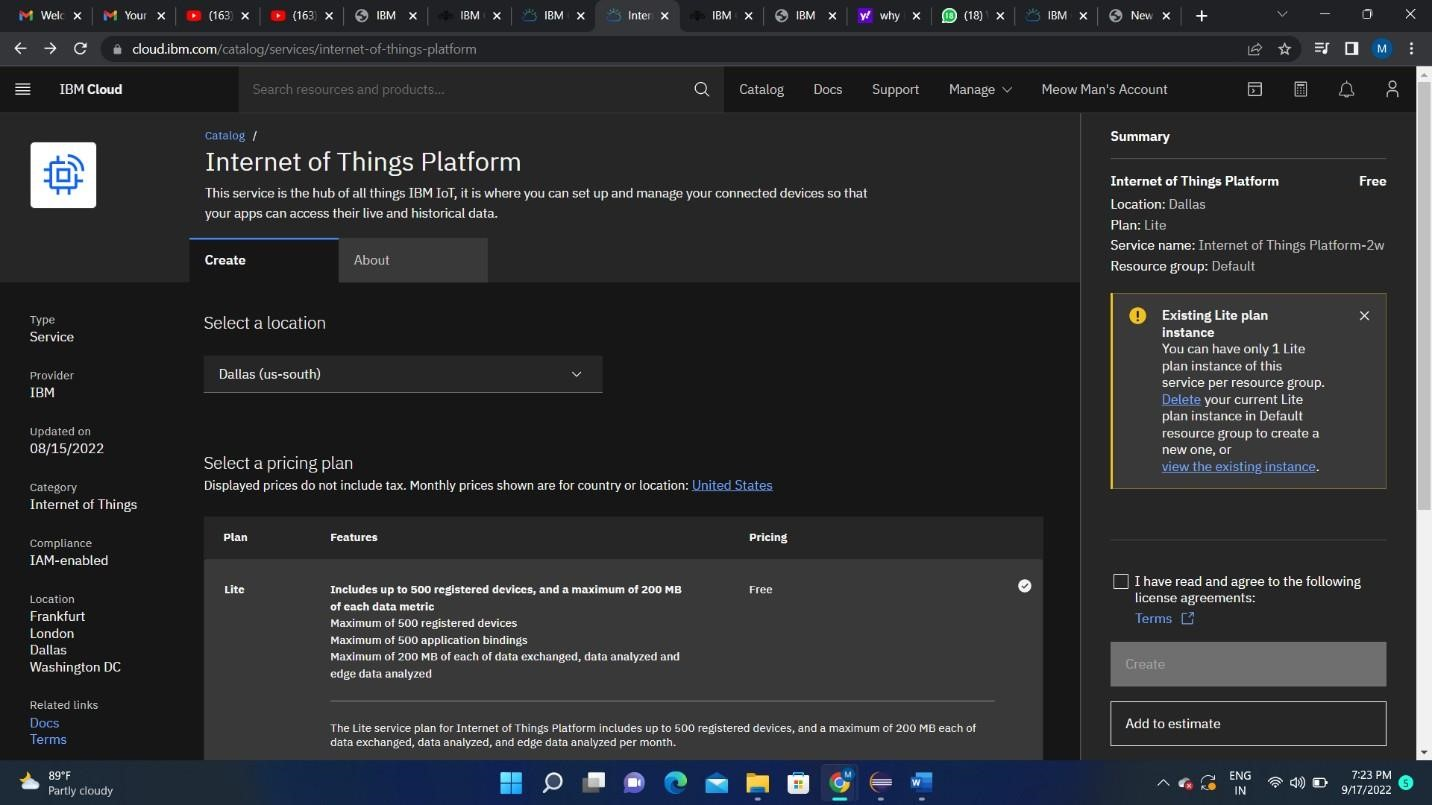 Welc
Your
(163)
(163)
IBM
IBM
IBM
Inter
IBM
IBM
why
(18)
IBM
New
cloud.ibm.com/catalog/services/internet-of-things-platform
M
IBM Cloud
Search resources and products...
Catalog
Docs
Support
Manage
Meow Man's Account
Catalog /
Internet of Things Platform
This service is the hub of all things IBM IoT, it is where you can set up and manage your connected devices so that
your apps can access their live and historical data.
Create
About
Type
Service
Provider
IBM
Updated on
08/15/2022
Category
Internet of Things
Compliance
IAM-enabled
Location
Frankfurt
London
Dallas
Washington DC
Related links
Docs
Terms
Select a location
Dallas (us-south)
Select a pricing plan
Displayed prices do not include tax. Monthly prices shown are for country or location: United States
Plan Features Pricing
Lite
Includes up to 500 registered devices, and a maximum of 200 MB
of each data metric
Maximum of 500 registered devices
Maximum of 500 application bindings
Maximum of 200 MB of each of data exchanged, data analyzed and
edge data analyzed
Free
The Lite service plan for Internet of Things Platform includes up to 500 registered devices, and a maximum of 200 MB each of
data exchanged, data analyzed, and edge data analyzed per month.
Summary
Internet of Things Platform Free
Location: Dallas
Plan: Lite
Service name: Internet of Things Platform-2w
Resource group: Default
Existing Lite plan
instance
You can have only 1 Lite
plan instance of this
service per resource group.
Delete your current Lite
plan instance in Default
resource group to create a
new one, or
view the existing instance.
I have read and agree to the following
license agreements:
Terms
Create
Add to estimate
89°F
Partly cloudy
ENG
IN
7:23 PM
9/17/2022